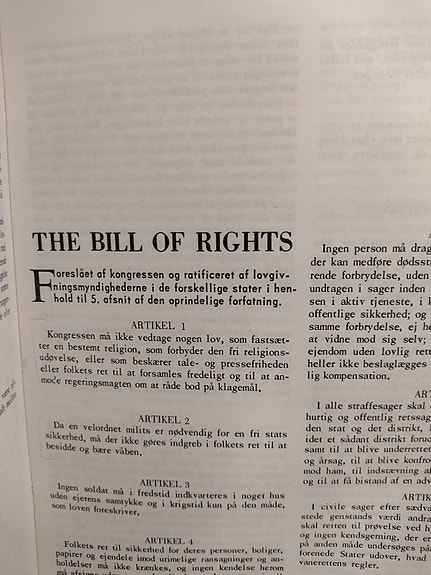 THE BILL OF RIGHTS
Foreslået af kongressen og ratificeret af lovgiv-
ningsmyndighederne i de forskellige stater i hen-
hold til 5. afsnit af den oprindelige forfatning.
ARTIKEL 1
Kongressen må ikke vedtage nogen lov, som fastsæt-
ter en bestemt religion, som forbyder den fri religions-
udøvelse, eller som beskærer tale- og pressefriheden
eller folkets ret til at forsamles fredeligt og til at an-
mode regeringsmagten om at råde bod på klagemål.
ARTIKEL 2
Da en velordnet milits er nødvendig for en fri stats
sikkerhed, må der ikke gøres indgreb i folkets ret til at
besidde og bære våben.
ARTIKEL 3
Ingen soldat må i fredstid indkvarteres i noget hus
uden ejerens samtykke og i krigstid kun på den måde,
som loven foreskriver.
ARTIKEL 4
Folkets ret til sikkerhed for deres personer, boliger,
papirer og ejendele imod urimelige ransagninger og an-
holdelser må ikke krænkes, og ingen kendelse herom
Ingen person må drag
der kan medføre dødsstr
rende forbrydelse, uden
undtagen i sager inden
sen i aktiv tjeneste, i k
offentlige sikkerhed; og
samme forbrydelse, ej he
at vidne mod sig selv;
ejendom uden lovlig rett
heller ikke beslaglægges
lig kompensation.
I alle straffesager skal
hurtig og offentlig retssag
den stat og det distrikt,
idet et sådant distrikt foruc
samt til at blive underrette
og årsag, til at blive konfro
mod ham, til indstævning af
og til at få bistand af en adv
ARTIK
I civile sager efter sædva
stede genstands værdi andra
skal retten til prøvelse ved h
og ingen kendsgerning, der er
på anden måde undersøges på
forenede Stater udover, hvad
vanerettens regler.